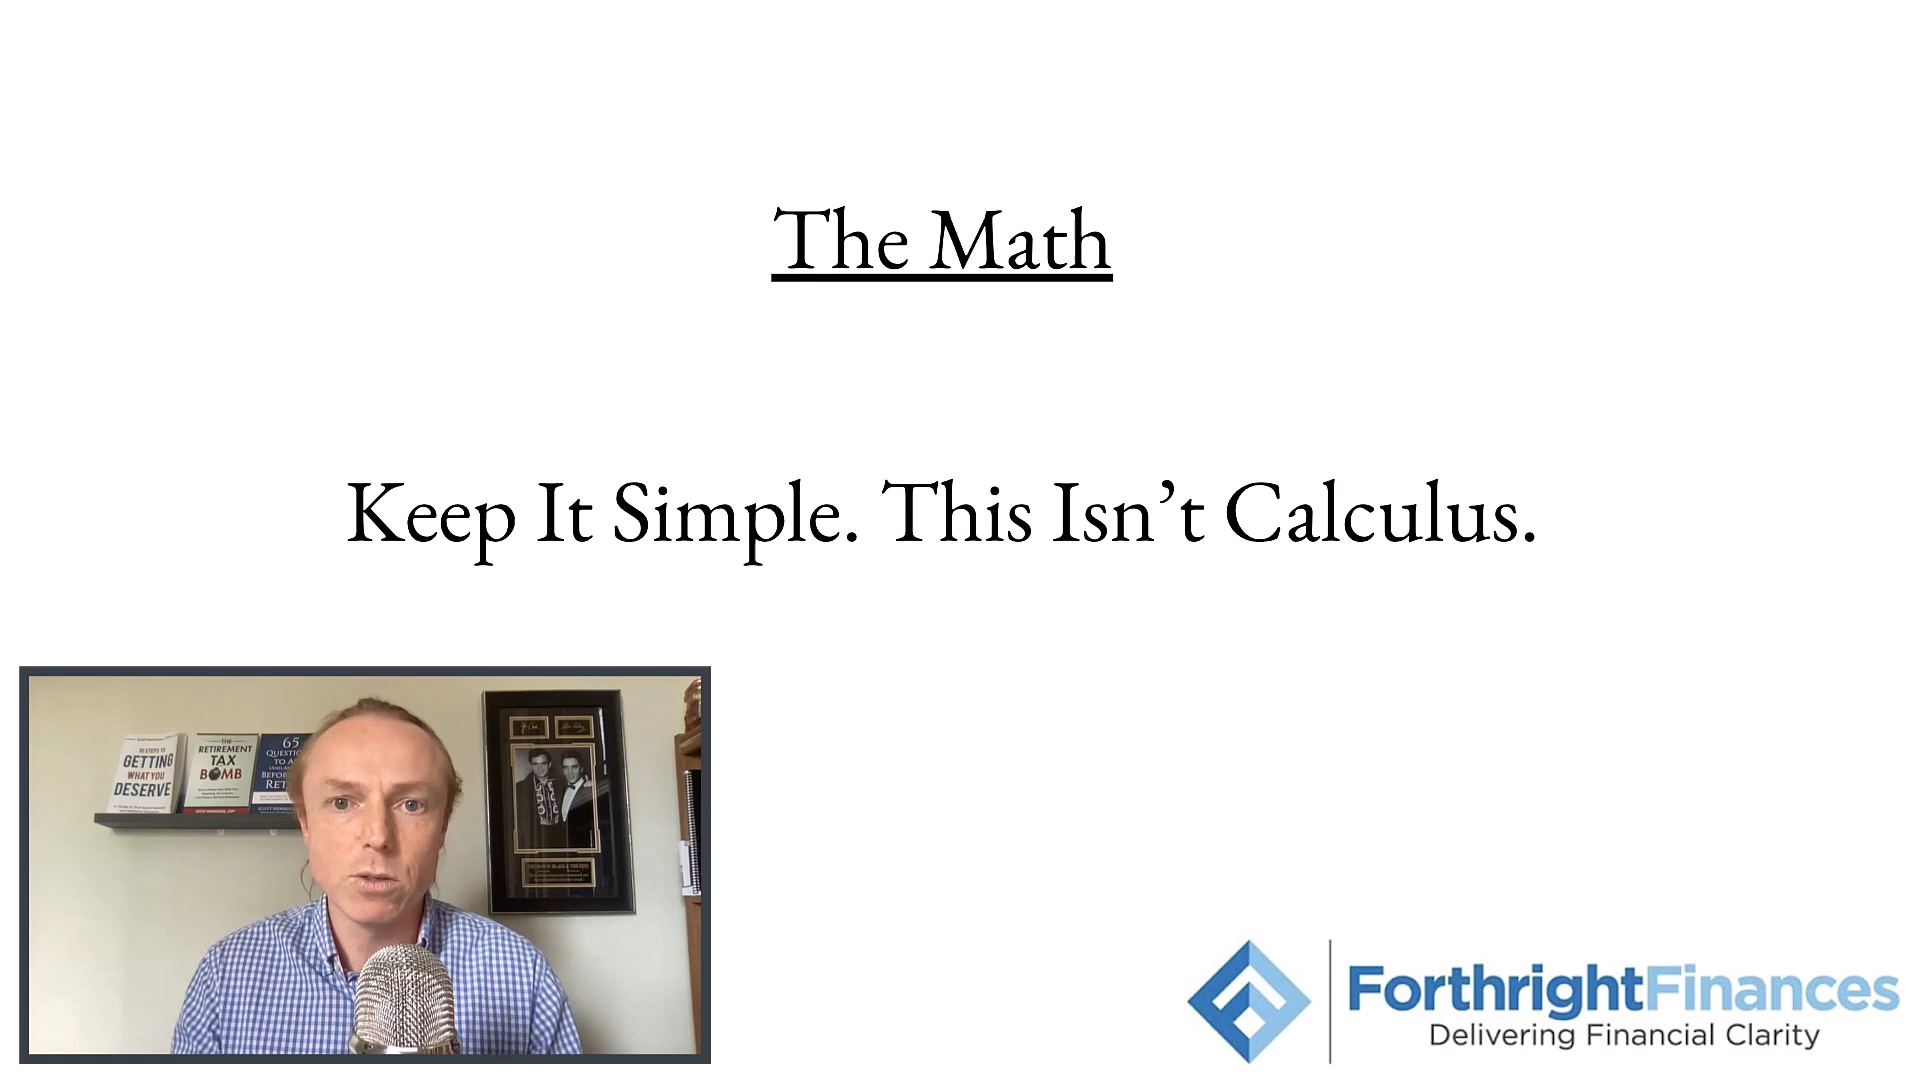 The Math
Keep It Simple. This Isn’t Calculus.
GETTING
WHAT YOU
DESERVE
THE
RETIREMENT
TAX
BOMB
65
TO A
ForthrightFinances
Delivering Financial Clarity